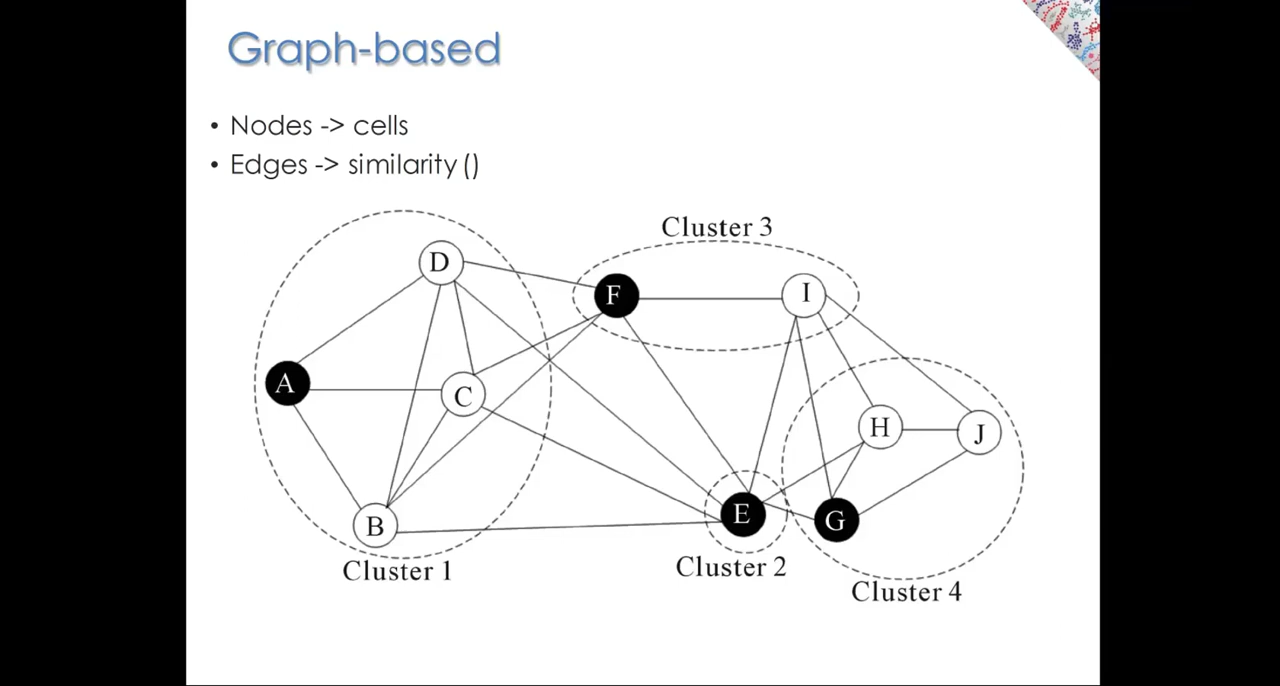 Graph-based
• Nodes -> cells
• Edges -> similarity ()
Cluster 3
D
F
I
A
C
H
J
B
E
G
Cluster 1
Cluster 2
Cluster 4